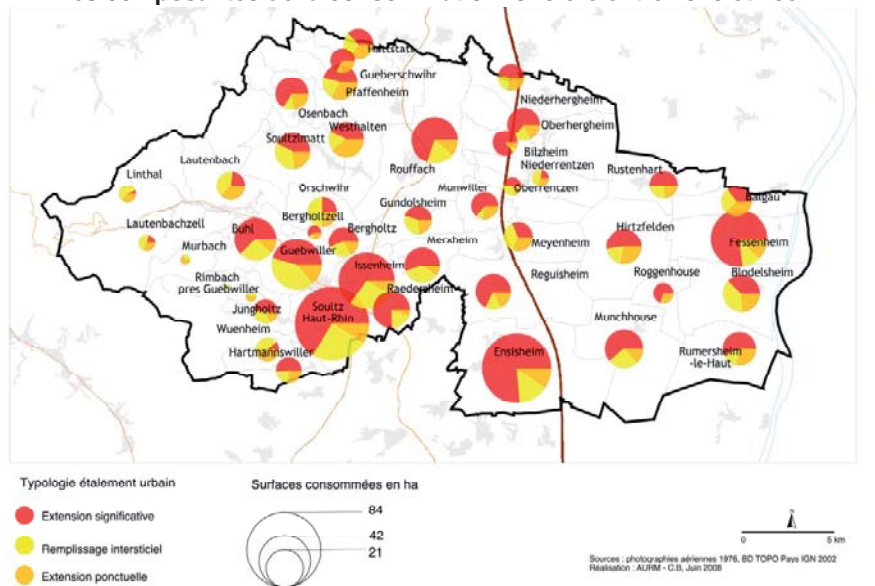 Hattstatt
Gueberschwihr
Pfaffenheim
Osenbach
Westhalten
Soultzmatt
Niederhergheim
Oberhergheim
Bilzheim
Niederrentzen
Oberrentzen
Rouffach
Munwiller
Rustenhart
Balgau
Lautenbach
Linthal
Orschwihr
Gundolsheim
Bergholtzell
Bergholtz
Lautenbachzell
Buhl
Murbach
Guebwiller
Merxheim
Meyenheim
Hirtzfelden
Fessenheim
Issenheim
Reguisheim
Roggenhouse
Blodelsheim
Rimbach
pres Guebwiller
Raedersheim
Jungholtz
Soultz
Haut-Rhin
Wuenheim
Munchhouse
Hartmannswiller
Ensisheim
Rumersheim
-le-Haut
Typologie étalement urbain
Extension significative
Remplissage intersticiel
Extension ponctuelle
Surfaces consommées en ha
84
42
21
N
0 5 km
Sources : photographies aériennes 1976, BD TOPO Pays IGN 2002
Réalisation : AURM - C.B, Juin 2008